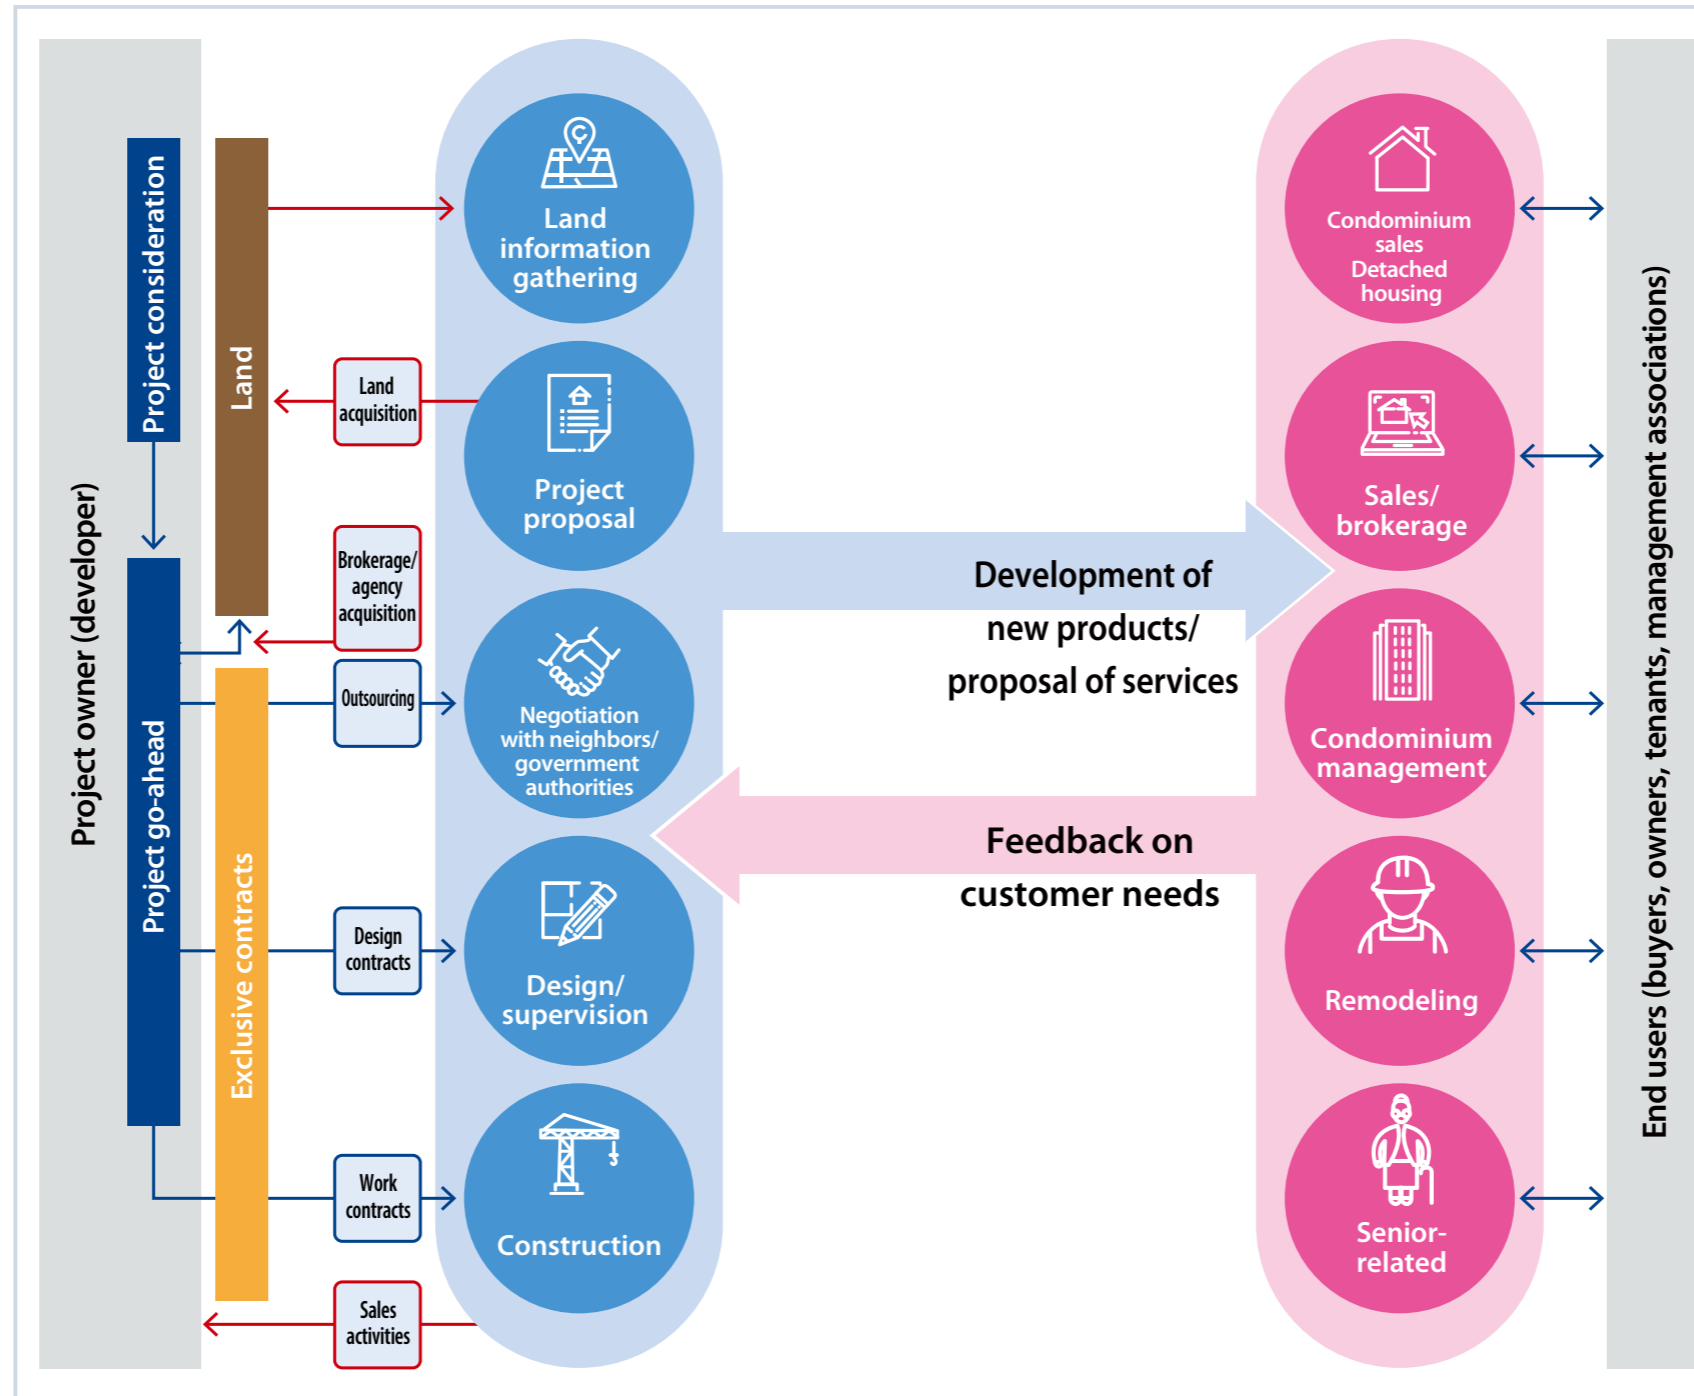 Project owner (developer)
Project consideration
Project go-ahead
Land
Exclusive contracts
Land
acquisition
Brokerage/
agency
acquisition
Outsourcing
Design
contracts
Work
contracts
Sales
activities
Land
information
gathering
Project
proposal
Negotiation
with neighbors/
government
authorities
Design/
supervision
Construction
Development of
new products/
proposal of services
Feedback on
customer needs
Condominium
sales
Detached
housing
Sales/
brokerage
Condominium
management
Remodeling
Senior-
related
End users (buyers, owners, tenants, management associations)